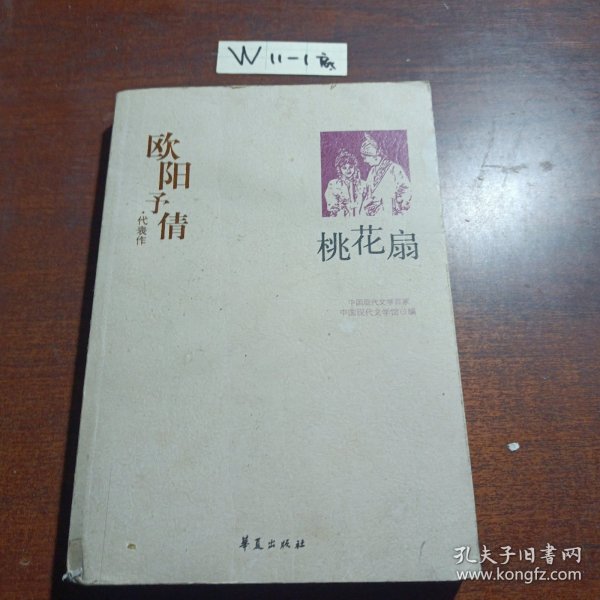 W 11-1
欧阳予倩
·代表作
桃花扇
中国现代文学百家
中国现代文学馆◎编
华夏出版社
孔夫子旧书网
www.kongfz.com